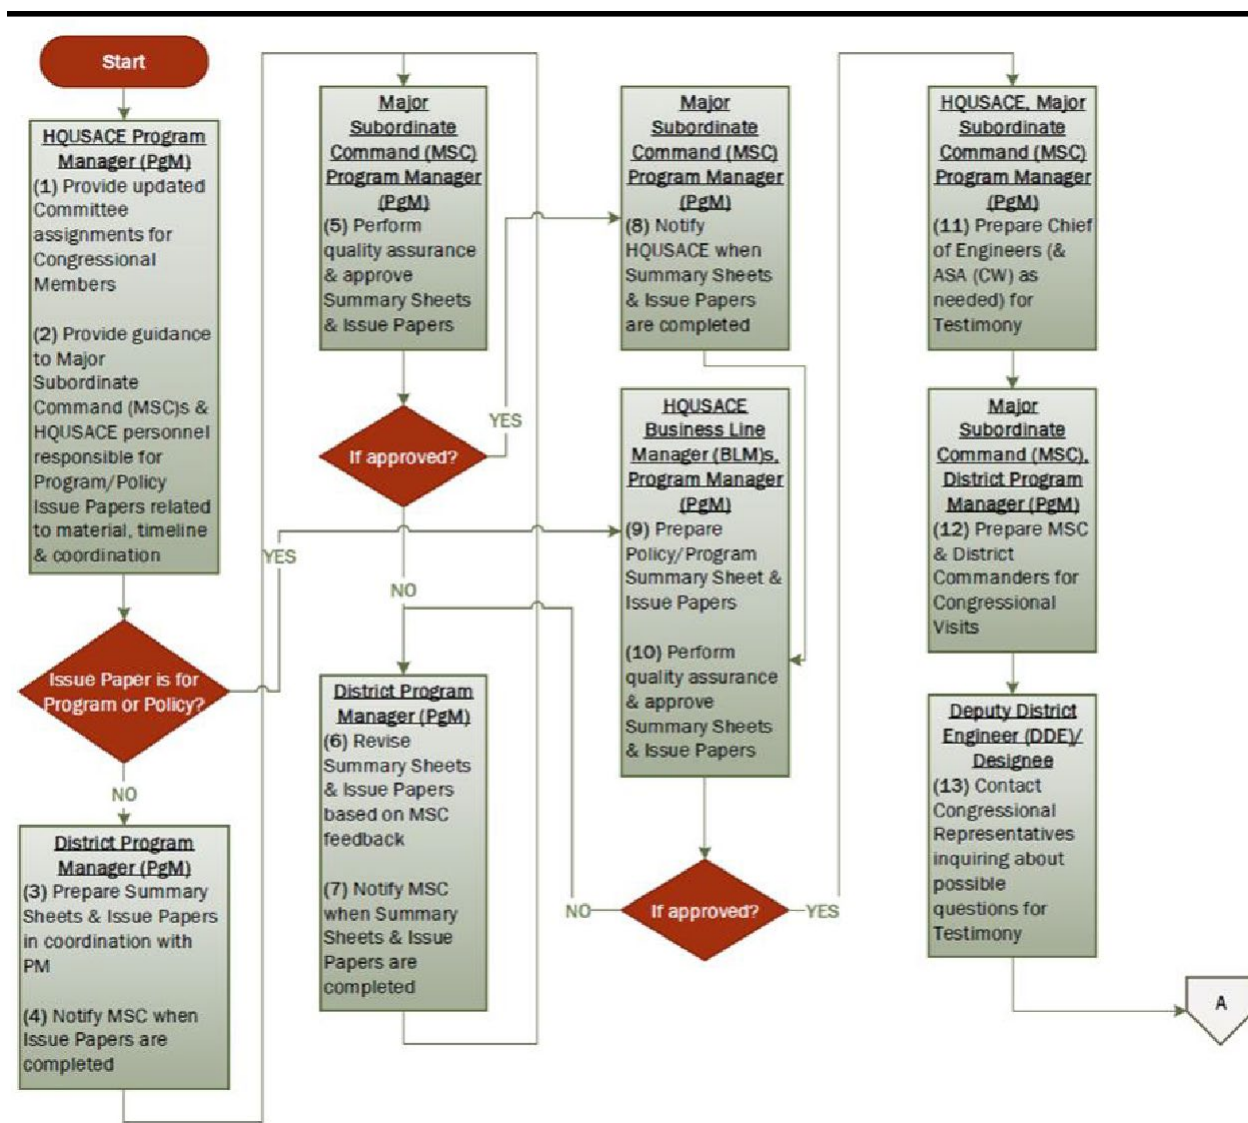 Start
HQUSACE Program
Manager (PgM)
(1) Provide updated
Committee
assignments for
Congressional
Members
(2) Provide guidance
to Major
Subordinate
Command (MSC)s &
HQUSACE personnel
responsible for
Program/Policy
Issue Papers related
to material, timeline
& coordination
Issue Paper is for
Program or Policy?
YES
NO
District Program
Manager (PgM)
(3) Prepare Summary
Sheets & Issue Papers
in coordination with
PM
(4) Notify MSC when
Issue Papers are
completed
Major
Subordinate
Command (MSC)
Program Manager
(PgM)
(5) Perform
quality assurance
& approve
Summary Sheets
& Issue Papers
If approved?
YES
NO
District Program
Manager (PgM)
(6) Revise
Summary Sheets
& Issue Papers
based on MSC
feedback
(7) Notify MSC
when Summary
Sheets & Issue
Papers are
completed
Major
Subordinate
Command (MSC)
Program Manager
(PgM)
(8) Notify
HQUSACE when
Summary Sheets
& Issue Papers
are completed
HQUSACE
Business Line
Manager (BLM)s,
Program Manager
(PgM)
(9) Prepare
Policy/Program
Summary Sheet &
Issue Papers
(10) Perform
quality assurance
& approve
Summary Sheets
& Issue Papers
If approved?
NO
YES
HQUSACE, Major
Subordinate
Command (MSC)
Program Manager
(PgM)
(11) Prepare Chief
of Engineers (&
ASA (CW) as
needed) for
Testimony
Major
Subordinate
Command (MSC),
District Program
Manager (PgM)
(12) Prepare MSC
& District
Commanders for
Congressional
Visits
Deputy District
Engineer (DDE)/
Designee
(13) Contact
Congressional
Representatives
inquiring about
possible
questions for
Testimony
A